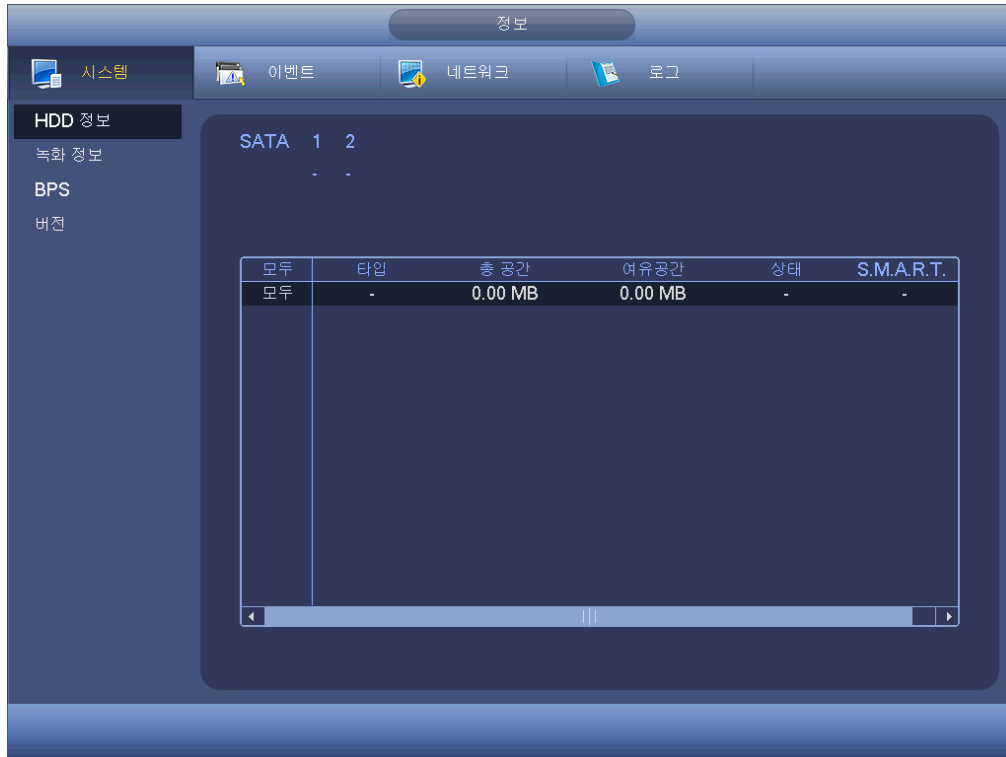 정보
시스템 이벤트 네트워크 로그
HDD 정보
녹화 정보
BPS
버전
SATA 1 2
- -
모두 타입 총 공간 여유공간 상태 S.M.A.R.T.
모두 - 0.00 MB 0.00 MB - -